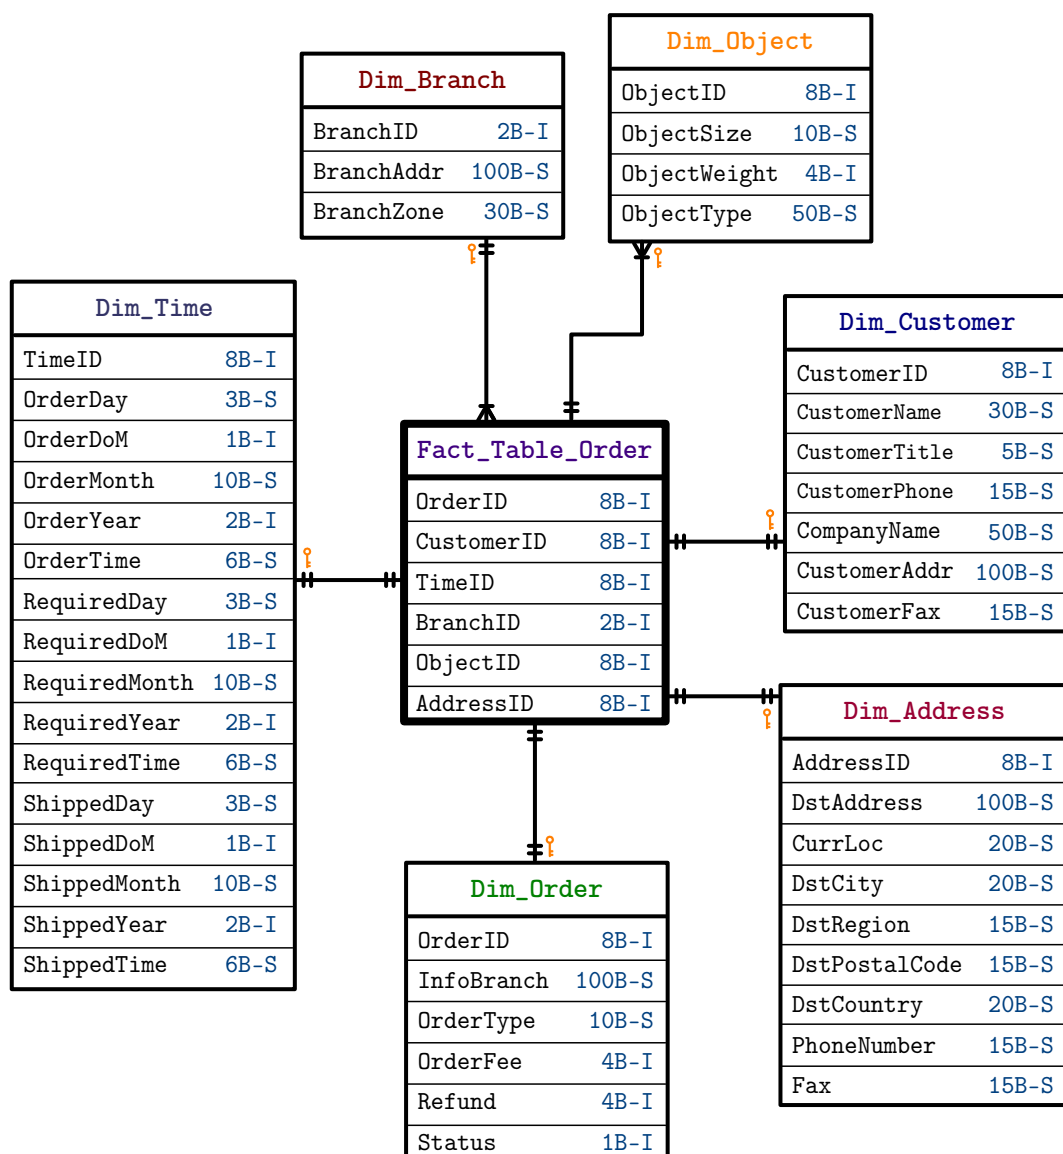 Dim_Object
ObjectID 8B-I
ObjectSize 10B-S
ObjectWeight 4B-I
ObjectType 50B-S
Dim_Branch
BranchID 2B-I
BranchAddr 100B-S
BranchZone 30B-S
Dim_Time
TimeID 8B-I
OrderDay 3B-S
OrderDoM 1B-I
OrderMonth 10B-S
OrderYear 2B-I
OrderTime 6B-S
RequiredDay 3B-S
RequiredDoM 1B-I
RequiredMonth 10B-S
RequiredYear 2B-I
RequiredTime 6B-S
ShippedDay 3B-S
ShippedDoM 1B-I
ShippedMonth 10B-S
ShippedYear 2B-I
ShippedTime 6B-S
Fact_Table_Order
OrderID 8B-I
CustomerID 8B-I
TimeID 8B-I
BranchID 2B-I
ObjectID 8B-I
AddressID 8B-I
Dim_Customer
CustomerID 8B-I
CustomerName 30B-S
CustomerTitle 5B-S
CustomerPhone 15B-S
CompanyName 50B-S
CustomerAddr 100B-S
CustomerFax 15B-S
Dim_Address
AddressID 8B-I
DstAddress 100B-S
CurrLoc 20B-S
DstCity 20B-S
DstRegion 15B-S
DstPostalCode 15B-S
DstCountry 20B-S
PhoneNumber 15B-S
Fax 15B-S
Dim_Order
OrderID 8B-I
InfoBranch 100B-S
OrderType 10B-S
OrderFee 4B-I
Refund 4B-I
Status 1B-I